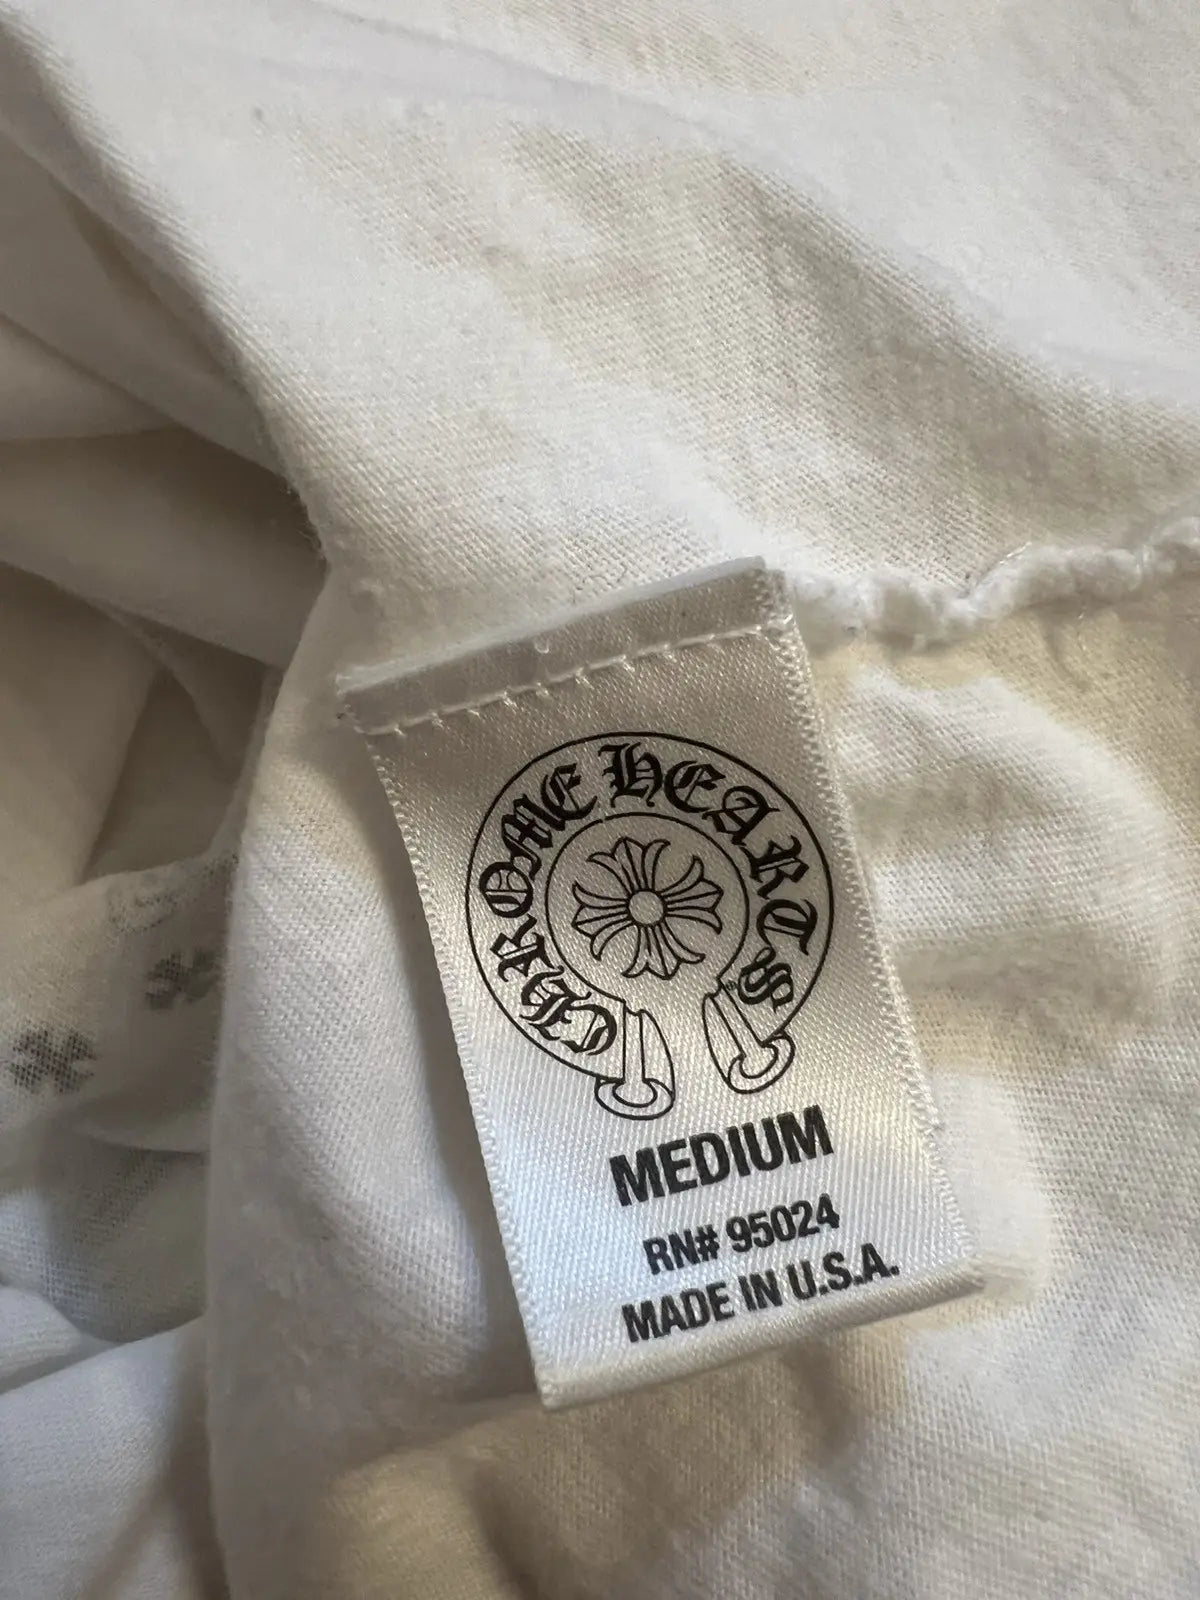 CHROME HEARTS®
MEDIUM
RN# 95024
MADE IN U.S.A.